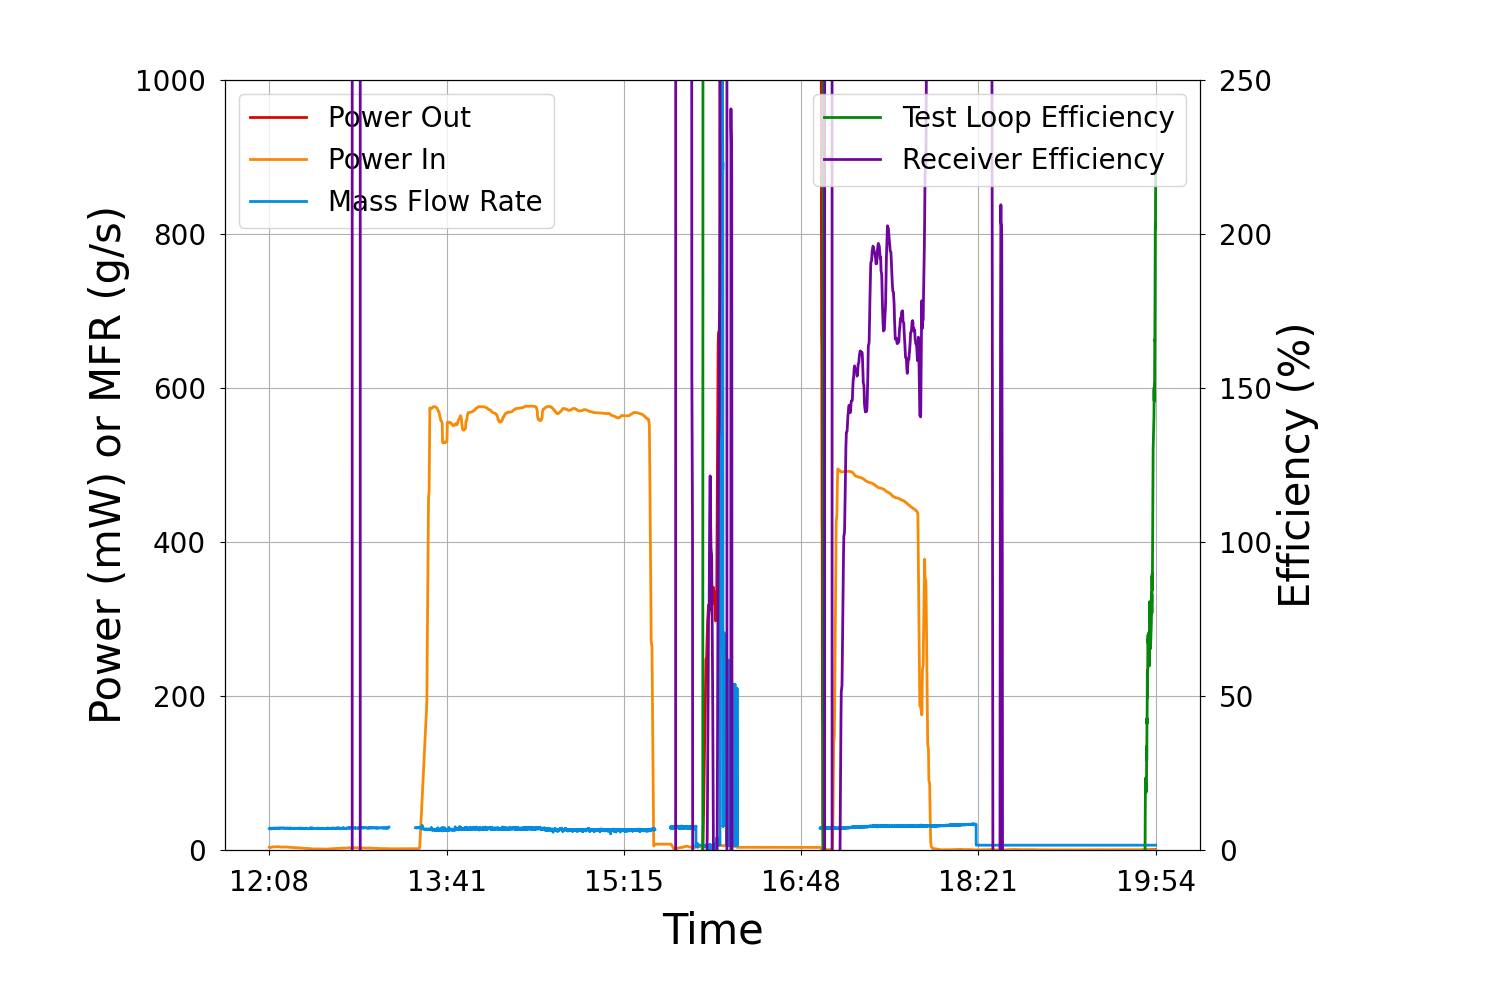 1000
800
600
400
200
0
Power (mW) or MFR (g/s)
Power Out
Power In
Mass Flow Rate
Test Loop Efficiency
Receiver Efficiency
250
200
150
100
50
0
Efficiency (%)
12:08 13:41 15:15 16:48 18:21 19:54
Time